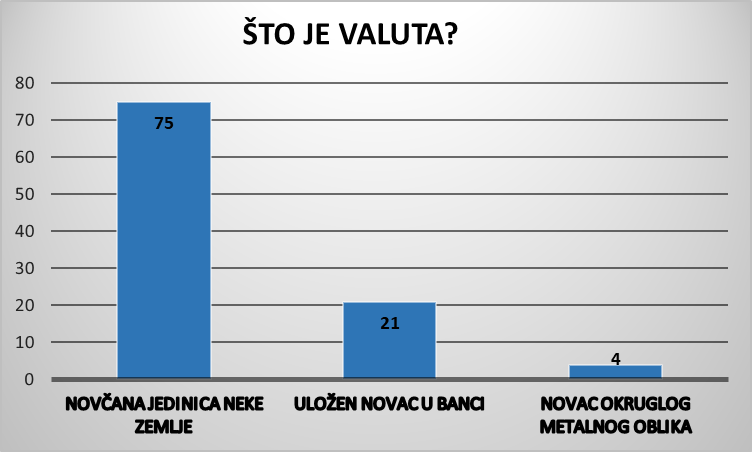 ŠTO JE VALUTA?
80
70
60
50
40
30
20
10
0
75
21
4
NOVČANA JEDINICA NEKE
ZEMLJE
ULOŽEN NOVAC U BANCI
NOVAC OKRUGLOG
METALNOG OBLIKA